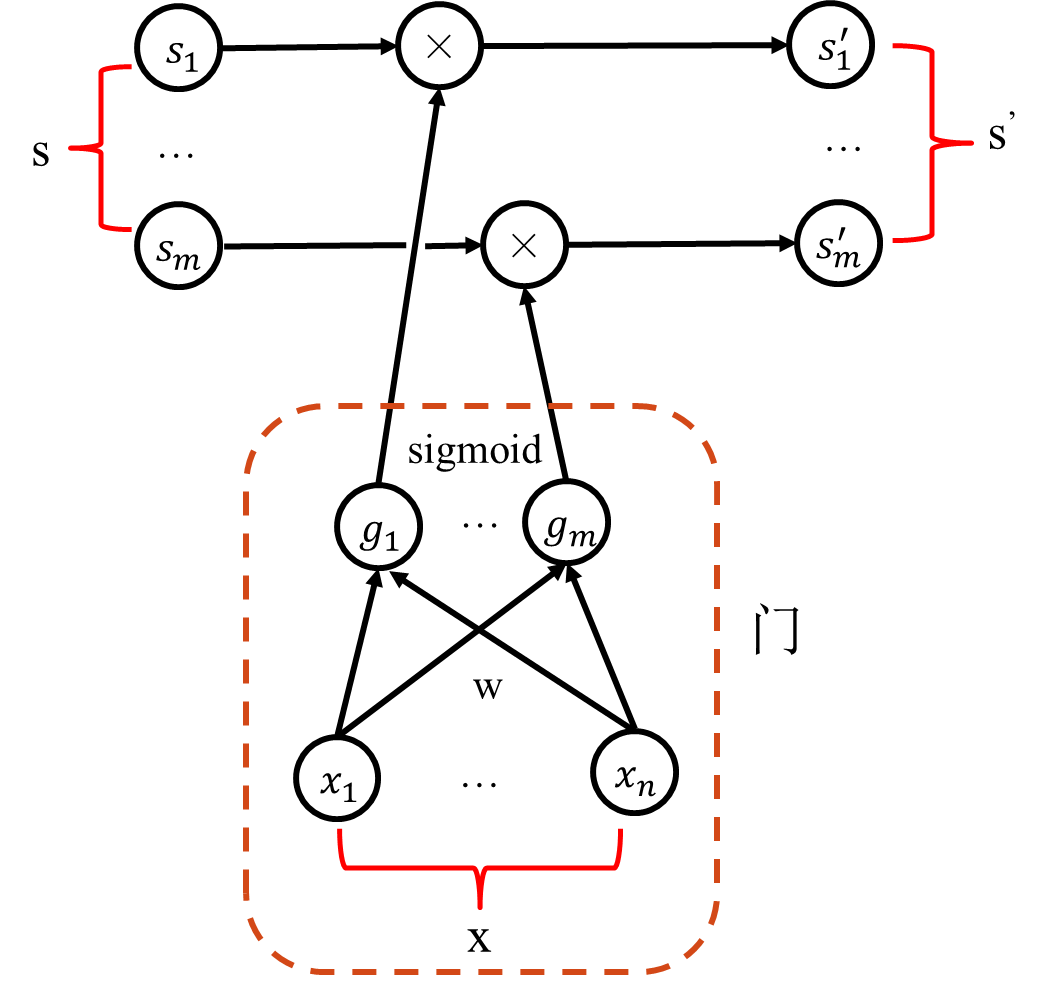 s₁ × s′₁
s … … s’
sₘ × s′ₘ
sigmoid
g₁ … gₘ
门
w
x₁ … xₙ
x